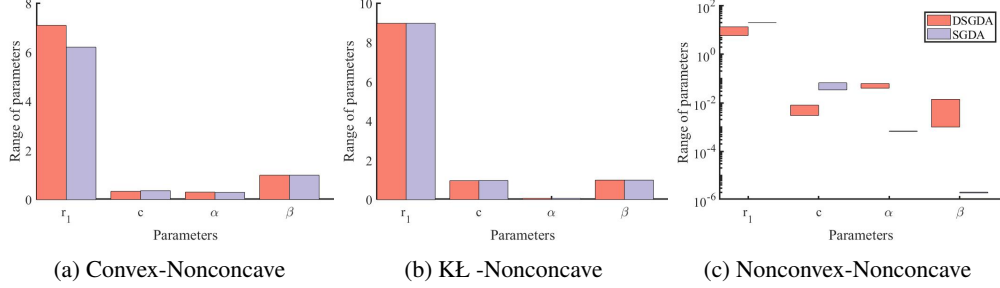 8
6
4
2
0
Range of parameters
r1
c
α
β
Parameters
(a) Convex-Nonconcave
10
8
6
4
2
0
Range of parameters
r1
c
α
β
Parameters
(b) KŁ -Nonconcave
10^2
10^0
10^-2
10^-4
10^-6
Range of parameters
DSGDA
SGDA
r1
c
α
β
Parameters
(c) Nonconvex-Nonconcave